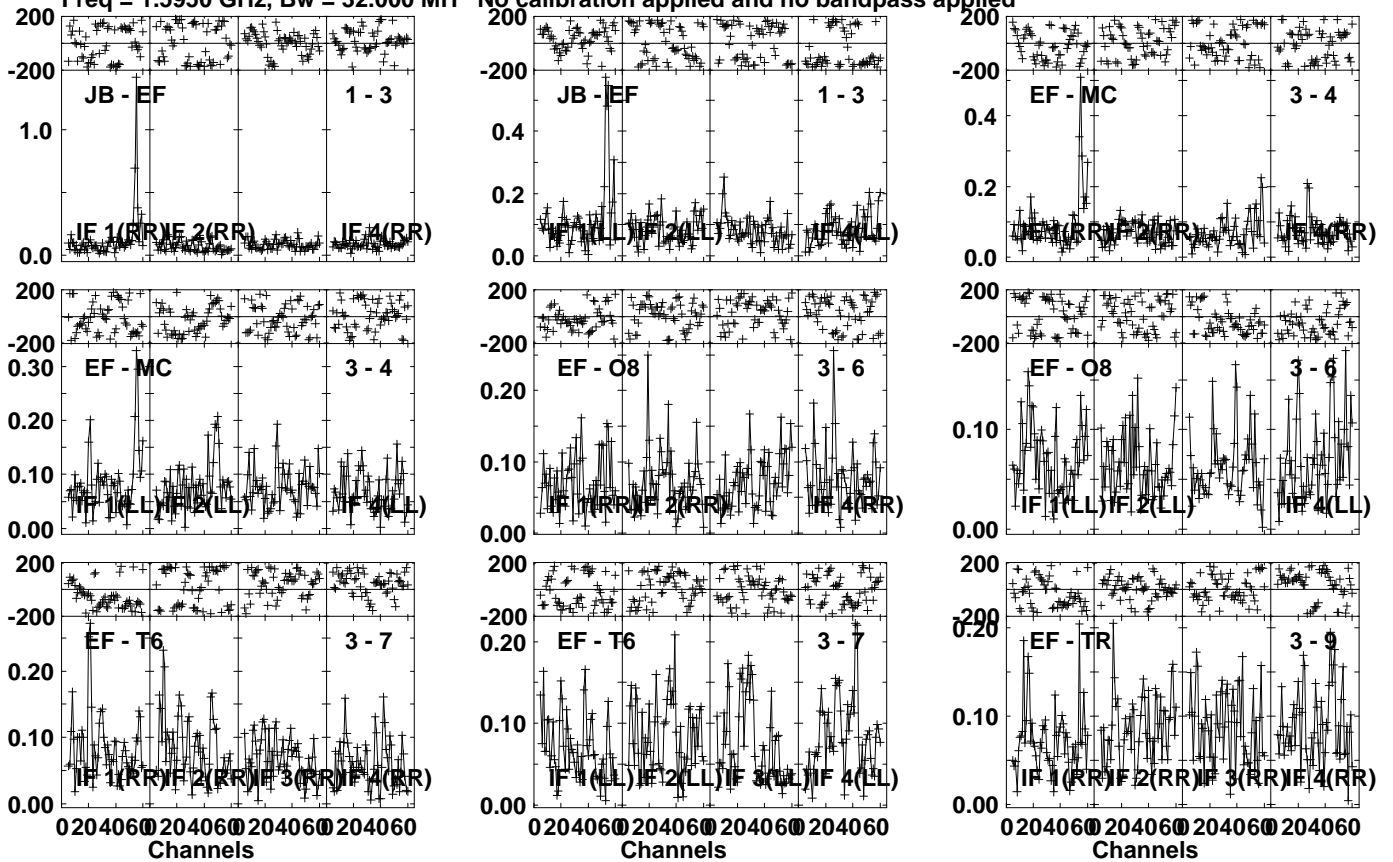 Freq = 1.5950 GHz, Bw = 32.000 MH No calibration applied and no bandpass applied
200
-200
JB - EF 1 - 3
1.0
0.0
IF 1(RR) IF 2(RR) IF 4(RR)
200
-200
JB - EF 1 - 3
0.4
0.2
0.0
IF 1(LL) IF 2(LL) IF 4(LL)
200
-200
EF - MC 3 - 4
0.4
0.2
0.0
IF 1(RR) IF 2(RR) IF 4(RR)
200
-200
EF - MC 3 - 4
0.30
0.20
0.10
0.00
IF 1(LL) IF 2(LL) IF 4(LL)
200
-200
EF - O8 3 - 6
0.20
0.10
0.00
IF 1(RR) IF 2(RR) IF 4(RR)
200
-200
EF - O8 3 - 6
0.10
0.00
IF 1(LL) IF 2(LL) IF 4(LL)
200
-200
EF - T6 3 - 7
0.20
0.10
0.00
IF 1(RR) IF 2(RR) IF 3(RR) IF 4(RR)
0 20 40 60 0 20 40 60 0 20 40 60 0 20 40 60
Channels
200
-200
EF - T6 3 - 7
0.20
0.10
0.00
IF 1(LL) IF 2(LL) IF 3(LL) IF 4(LL)
0 20 40 60 0 20 40 60 0 20 40 60 0 20 40 60
Channels
200
-200
EF - TR 3 - 9
0.20
0.10
0.00
IF 1(RR) IF 2(RR) IF 3(RR) IF 4(RR)
0 20 40 60 0 20 40 60 0 20 40 60 0 20 40 60
Channels